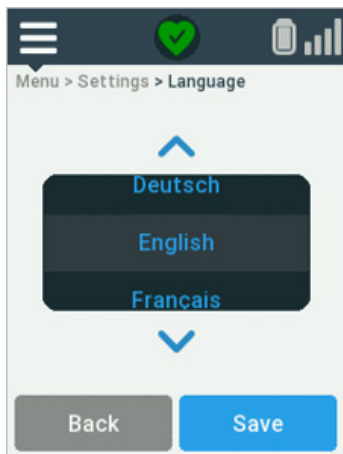 Menu > Settings > Language
Deutsch
English
Français
Back
Save